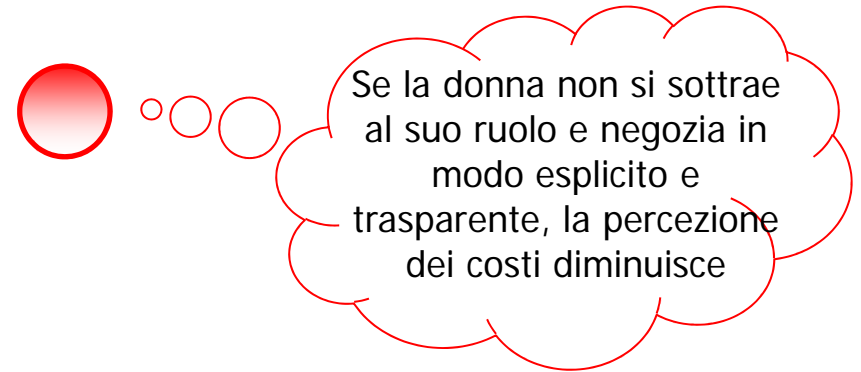 Se la donna non si sottrae
al suo ruolo e negozia in
modo esplicito e
trasparente, la percezione
dei costi diminuisce